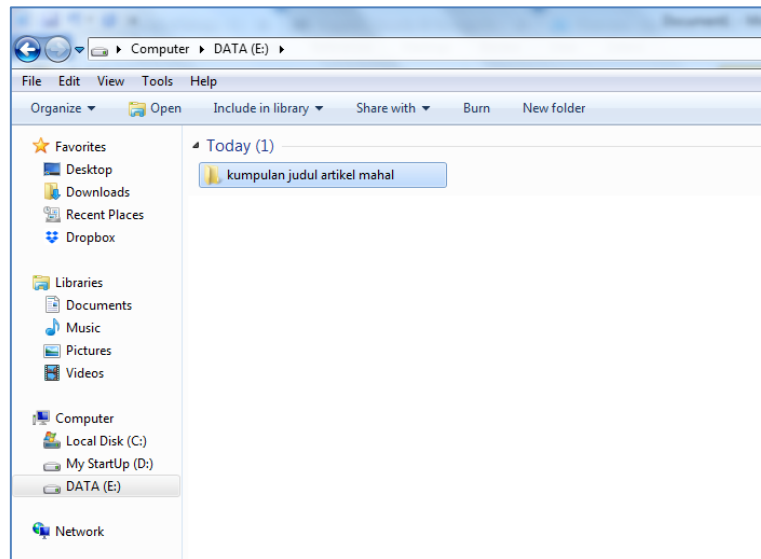 Computer ▸ DATA (E:) ▸
File Edit View Tools Help
Organize Open Include in library Share with Burn New folder
Favorites
Desktop
Downloads
Recent Places
Dropbox
Libraries
Documents
Music
Pictures
Videos
Computer
Local Disk (C:)
My StartUp (D:)
DATA (E:)
Network
Today (1)
kumpulan judul artikel mahal